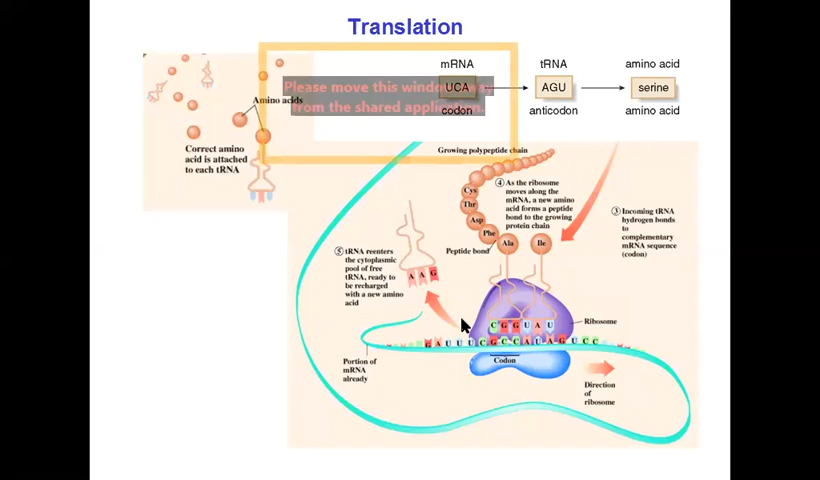 Translation
mRNA
tRNA
amino acid
UCA
AGU
serine
codon
anticodon
amino acid
Please move this window
from the shared application.
Amino acids
Correct amino
acid is attached
to each tRNA
Growing polypeptide chain
Cys
Thr
Asp
Phe
Ala
Ile
Peptide bond
④ As the ribosome
moves along the
mRNA, a new amino
acid forms a peptide
bond to the growing
protein chain
③ Incoming tRNA
hydrogen bonds
to
complementary
mRNA sequence
(codon)
⑤ tRNA reenters
the cytoplasmic
pool of free
tRNA, ready to
be recharged
with a new amino
acid
A A G
C G G U A U
Ribosome
G A U U U C G C C A U A G U C C
Codon
Portion of
mRNA
already
Direction
of
ribosome